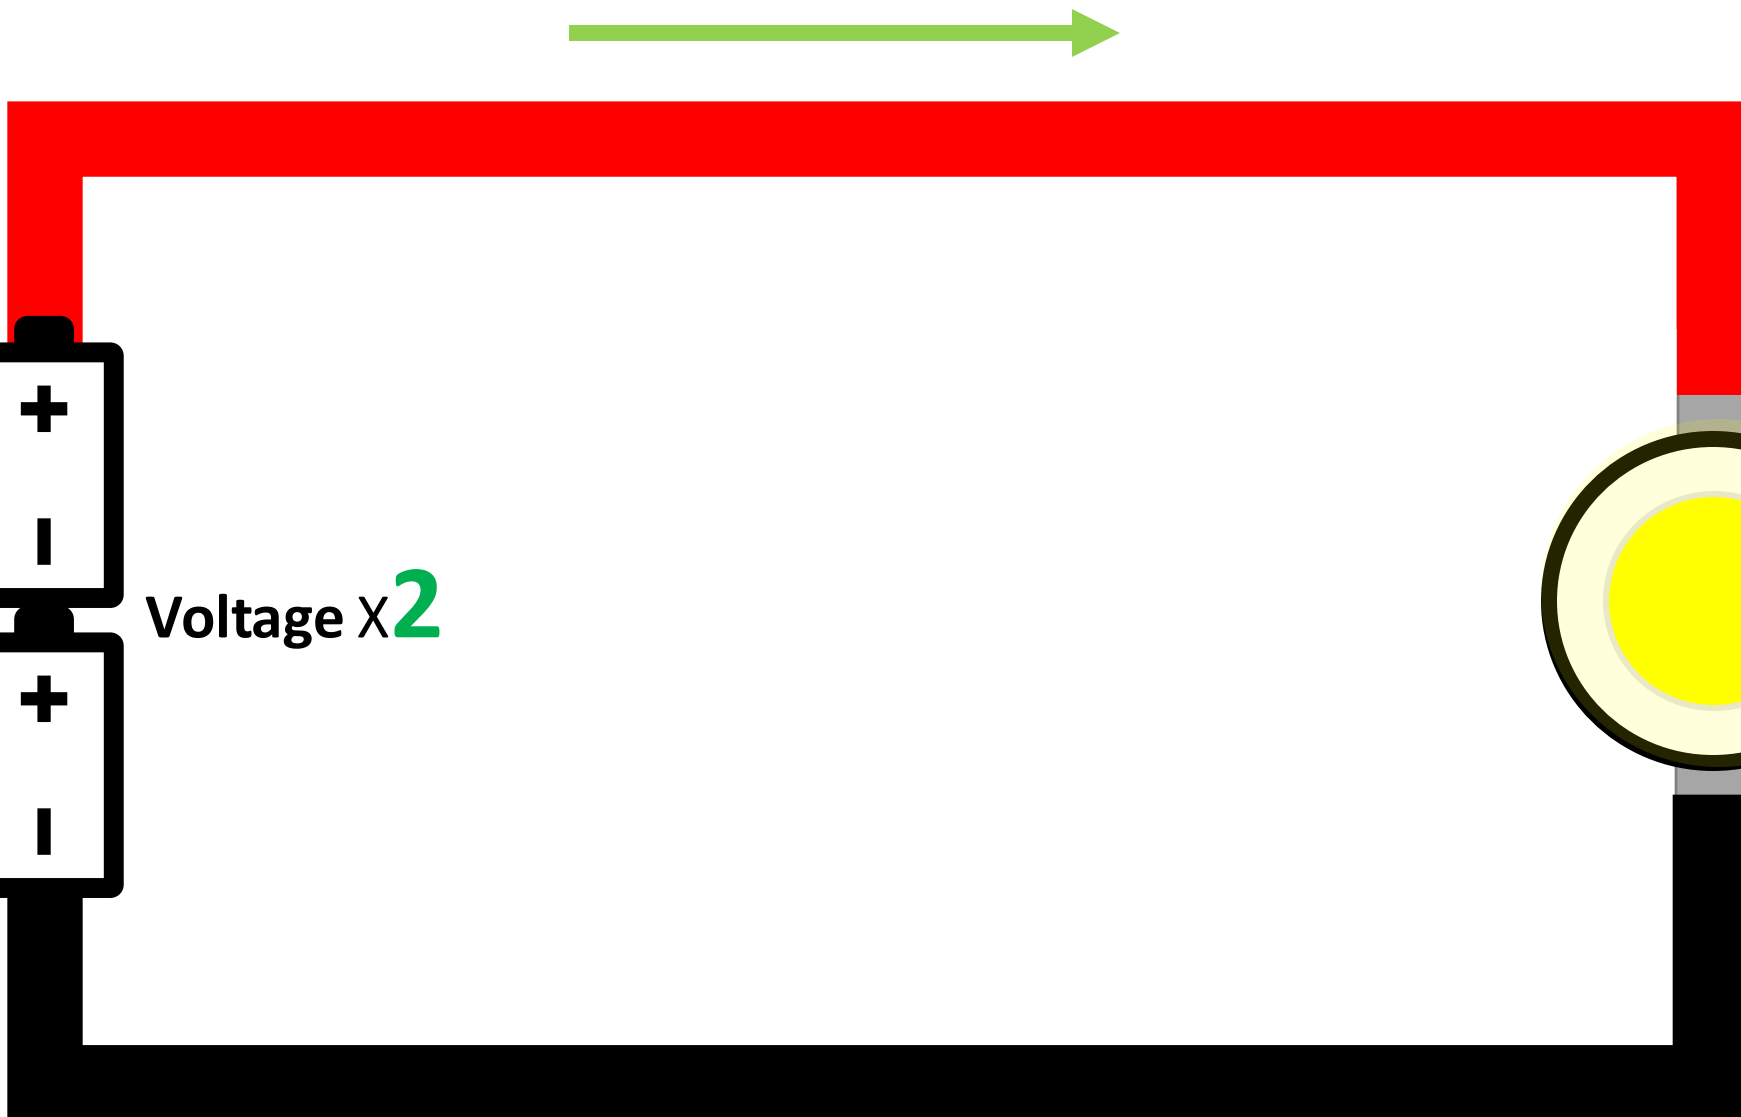 +
–
Voltage X2
+
–